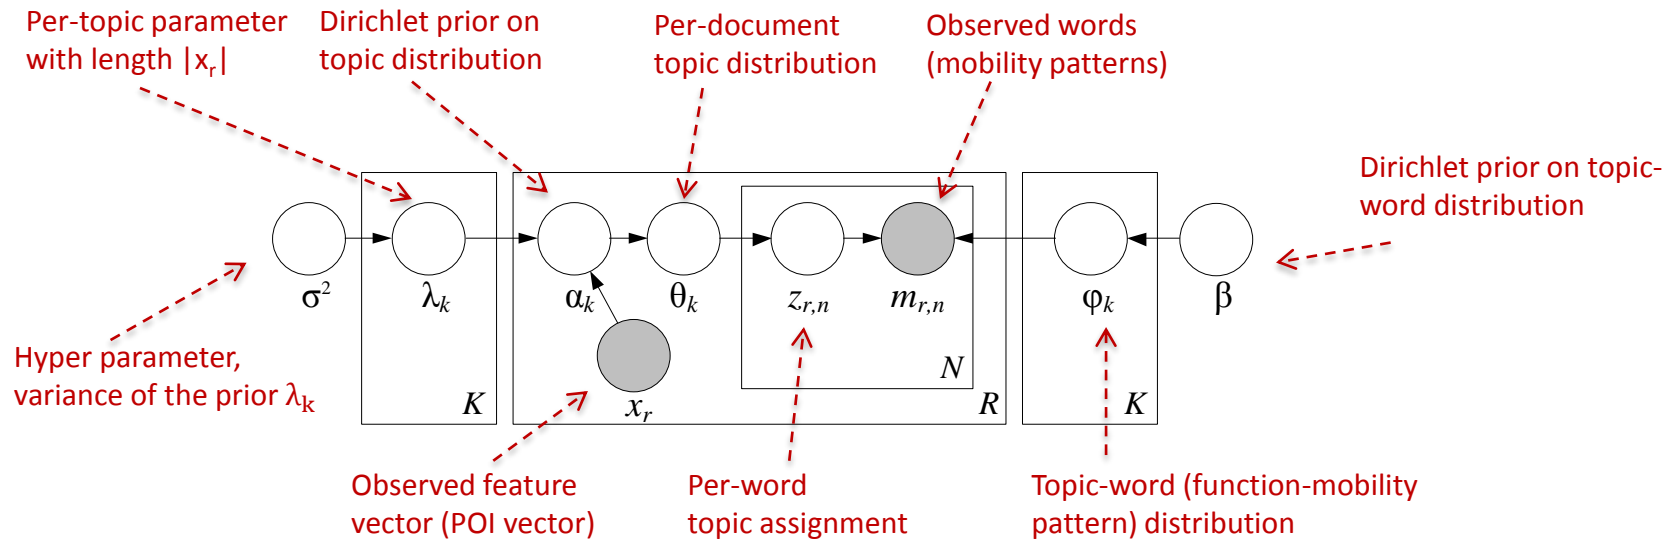 Per-topic parameter
with length |xᵣ|
Dirichlet prior on
topic distribution
Per-document
topic distribution
Observed words
(mobility patterns)
Dirichlet prior on topic-
word distribution
σ²
λₖ
αₖ
θₖ
z_{r,n}
m_{r,n}
φₖ
β
xᵣ
K
N
R
K
Hyper parameter,
variance of the prior λₖ
Observed feature
vector (POI vector)
Per-word
topic assignment
Topic-word (function-mobility
pattern) distribution